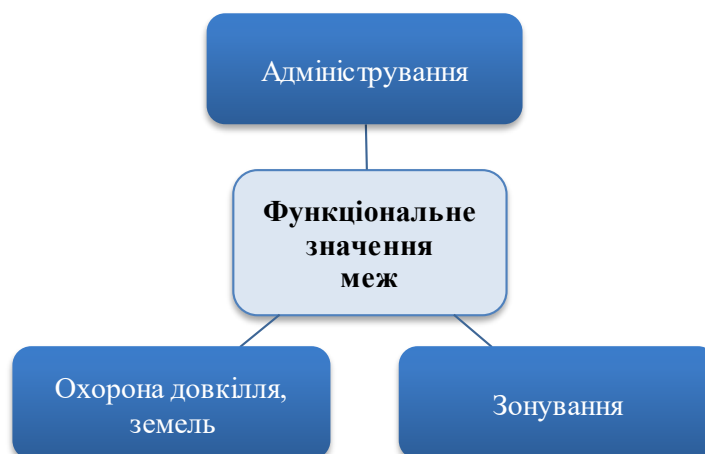 Адміністрування
Функціональне
значення
меж
Охорона довкілля,
земель
Зонування